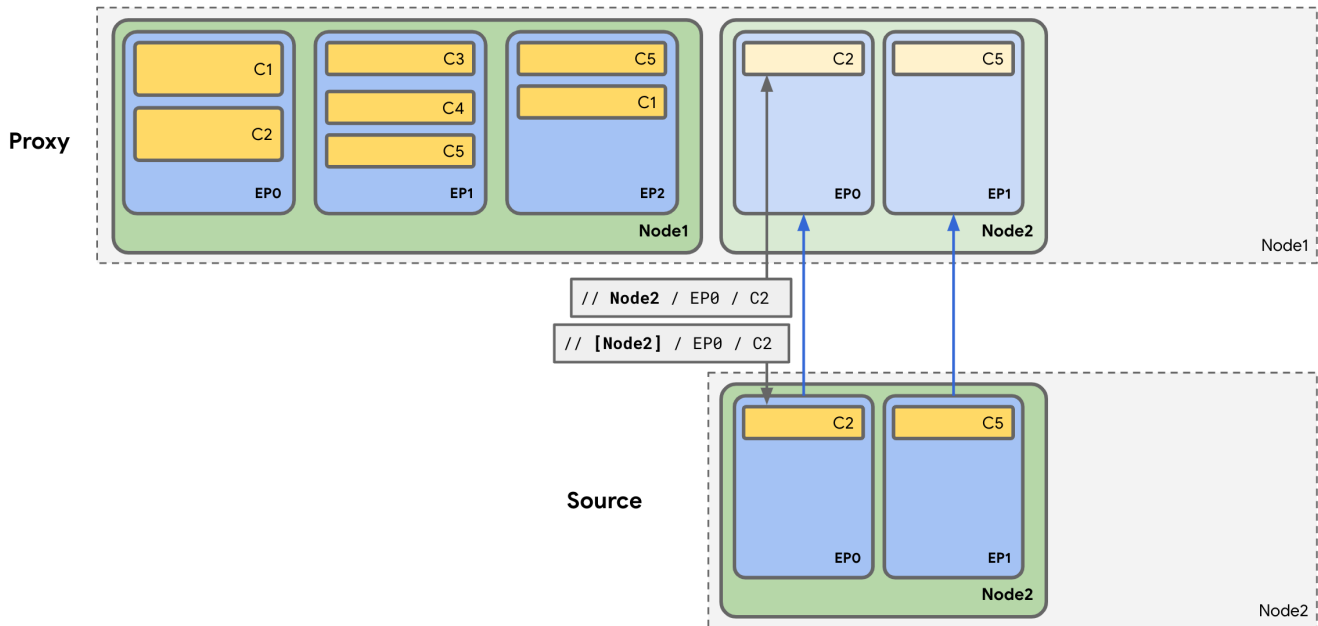 Proxy
C1
C2
EP0
C3
C4
C5
EP1
C5
C1
EP2
Node1
C2
EP0
C5
EP1
Node2
Node1
// Node2 / EP0 / C2
// [Node2] / EP0 / C2
Source
C2
EP0
C5
EP1
Node2
Node2